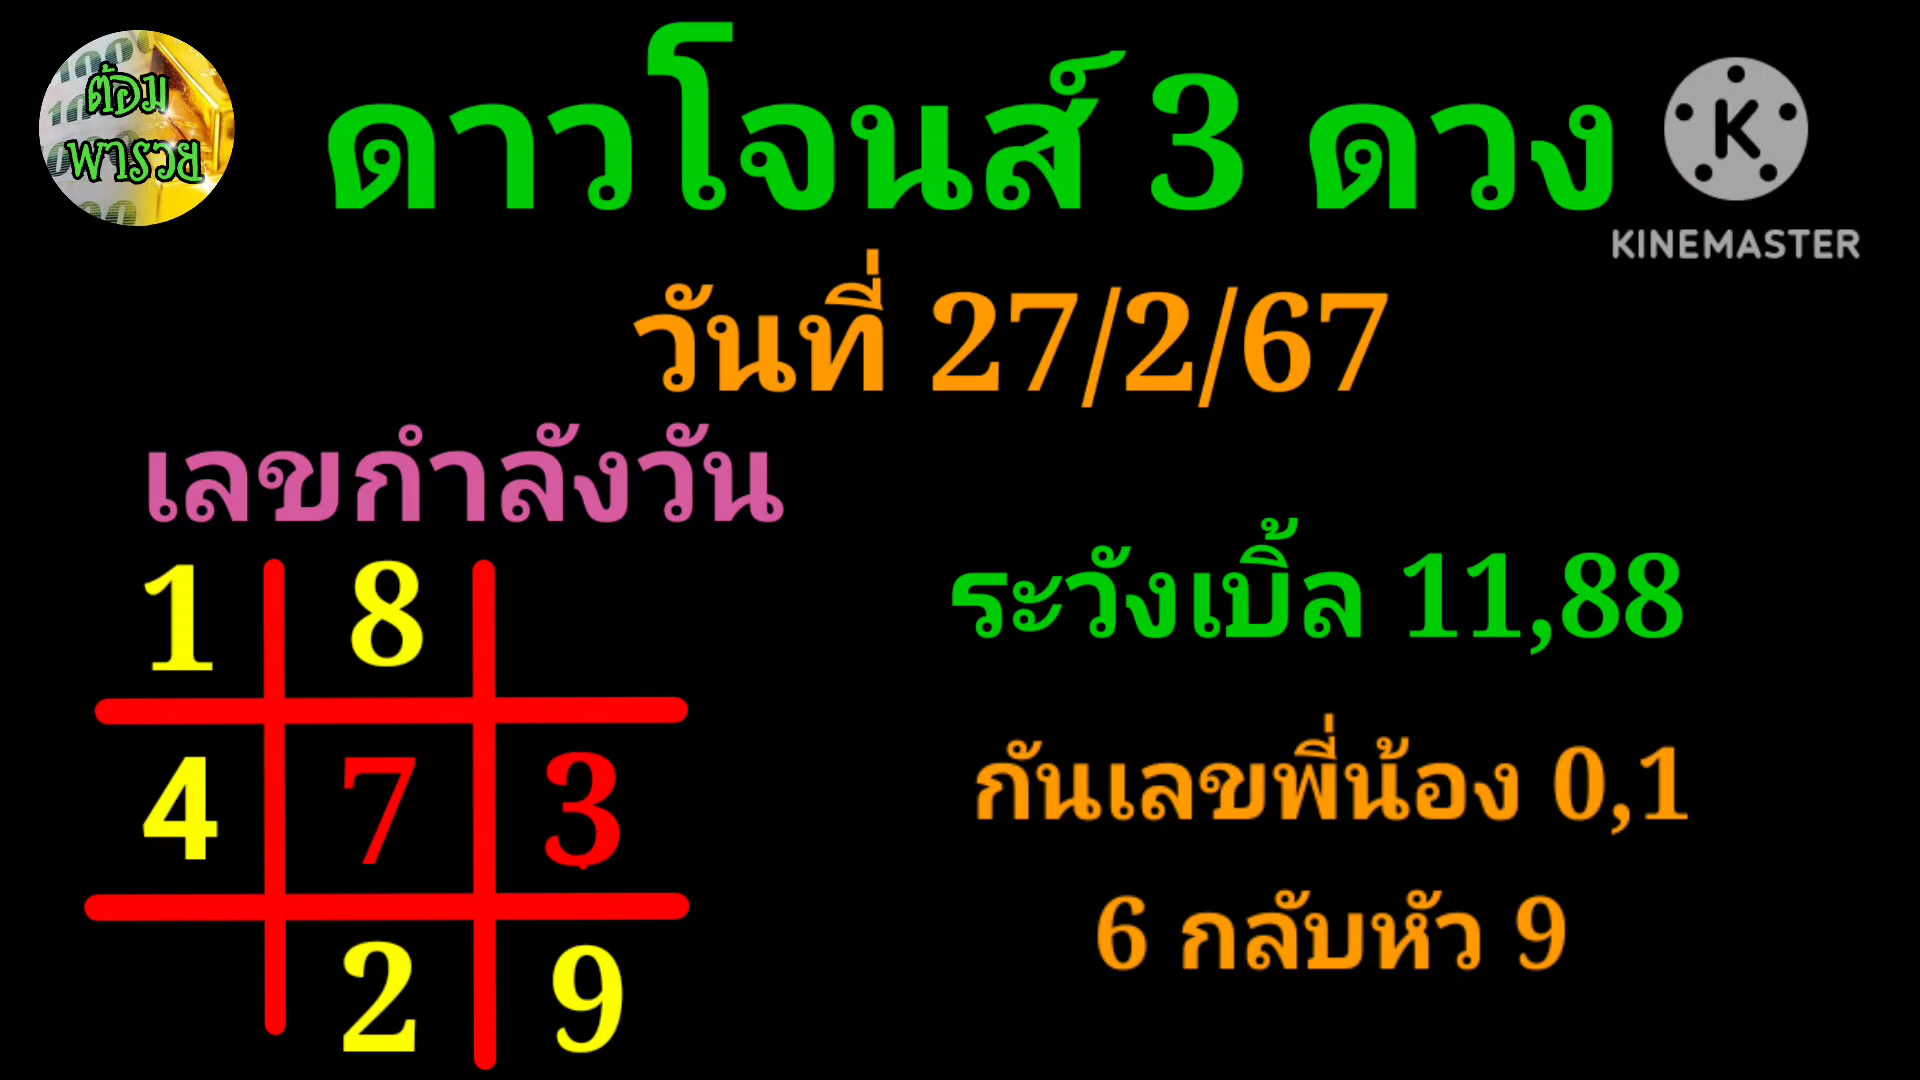 ต้อม
พารวย
ดาวโจนส์ 3 ดวง
KINEMASTER
วันที่ 27/2/67
เลขกำลังวัน
1 8
4 7 3
2 9
ระวังเบิ้ล 11,88
กันเลขพี่น้อง 0,1
6 กลับหัว 9